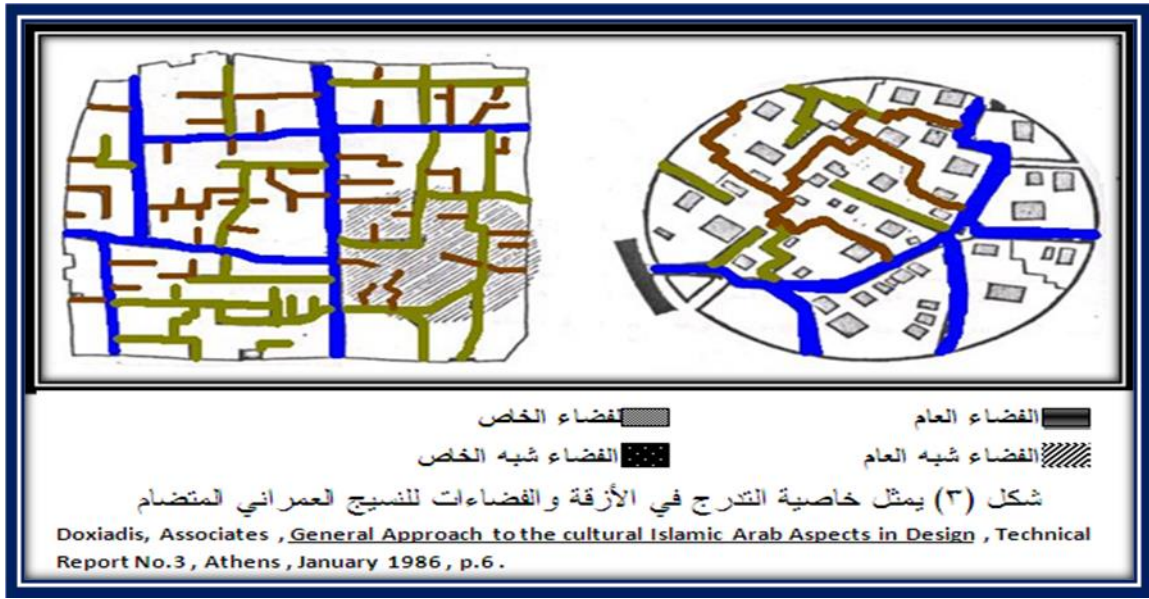 الفضاء العام
لفضاء الخاص
الفضاء شبه العام
الفضاء شبه الخاص
شكل (٣) يمثل خاصية التدرج في الأزقة والفضاءات للنسيج العمراني المتضام
Doxiadis, Associates , General Approach to the cultural Islamic Arab Aspects in Design , Technical
Report No.3 , Athens , January 1986 , p.6 .